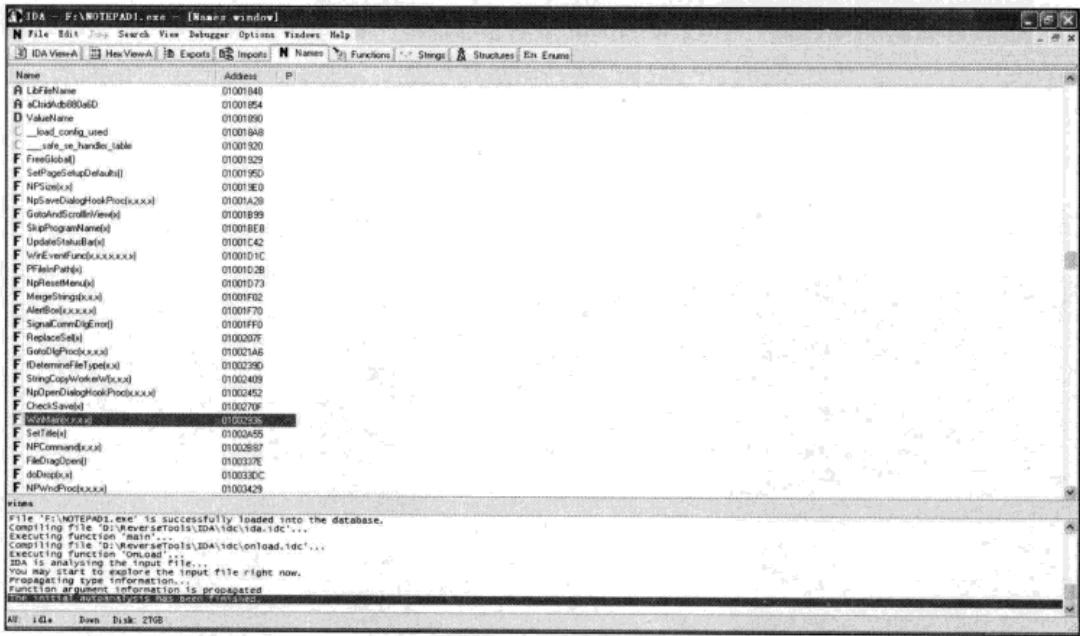 IDA - F:\NOTEPAD1.exe - [Names window]
N File Edit Jump Search View Debugger Options Windows Help
IDA View-A Hex View-A Exports Imports N Names Functions Strings Structures En Enums
Name Address P
A LibFileName 01001848
A aClsidAdb880a6D 01001854
D ValueName 01001890
C __load_config_used 010018A8
C ___safe_se_handler_table 01001920
F FreeGlobal() 01001929
F SetPageSetupDefaults() 0100195D
F NPSize(x,x) 010019E0
F NpSaveDialogHookProc(x,x,x,x) 01001A28
F GotoAndScrollInView(x) 01001B99
F SkipProgramName(x) 01001BEB
F UpdateStatusBar(x) 01001C42
F WinEventFunc(x,x,x,x,x,x,x) 01001D1C
F PFileInPath(x) 01001D2B
F NpResetMenu(x) 01001D73
F MergeStrings(x,x,x) 01001F02
F AlertBox(x,x,x,x,x) 01001F70
F SignalCommDlgError() 01001FF0
F ReplaceSel(x) 0100207F
F GotoDlgProc(x,x,x,x) 010021A6
F fDetermineFileType(x,x) 0100239D
F StringCopyWorkerW(x,x,x) 01002409
F NpOpenDialogHookProc(x,x,x,x) 01002452
F CheckSave(x) 0100270F
F WinMain(x,x,x,x) 01002936
F SetTitle(x) 01002A55
F NPCommand(x,x,x) 01002B87
F FileDragOpen() 0100337E
F doDrop(x,x) 010033DC
F NPWndProc(x,x,x,x) 01003429
File 'F:\NOTEPAD1.exe' is successfully loaded into the database.
Compiling file 'D:\ReverseTools\IDA\idc\ida.idc'...
Executing function 'main'...
Compiling file 'D:\ReverseTools\IDA\idc\onload.idc'...
Executing function 'OnLoad'...
IDA is analysing the input file...
You may start to explore the input file right now.
Propagating type information...
Function argument information is propagated
The initial autoanalysis has been finished.
AU: idle Down Disk: 27GB